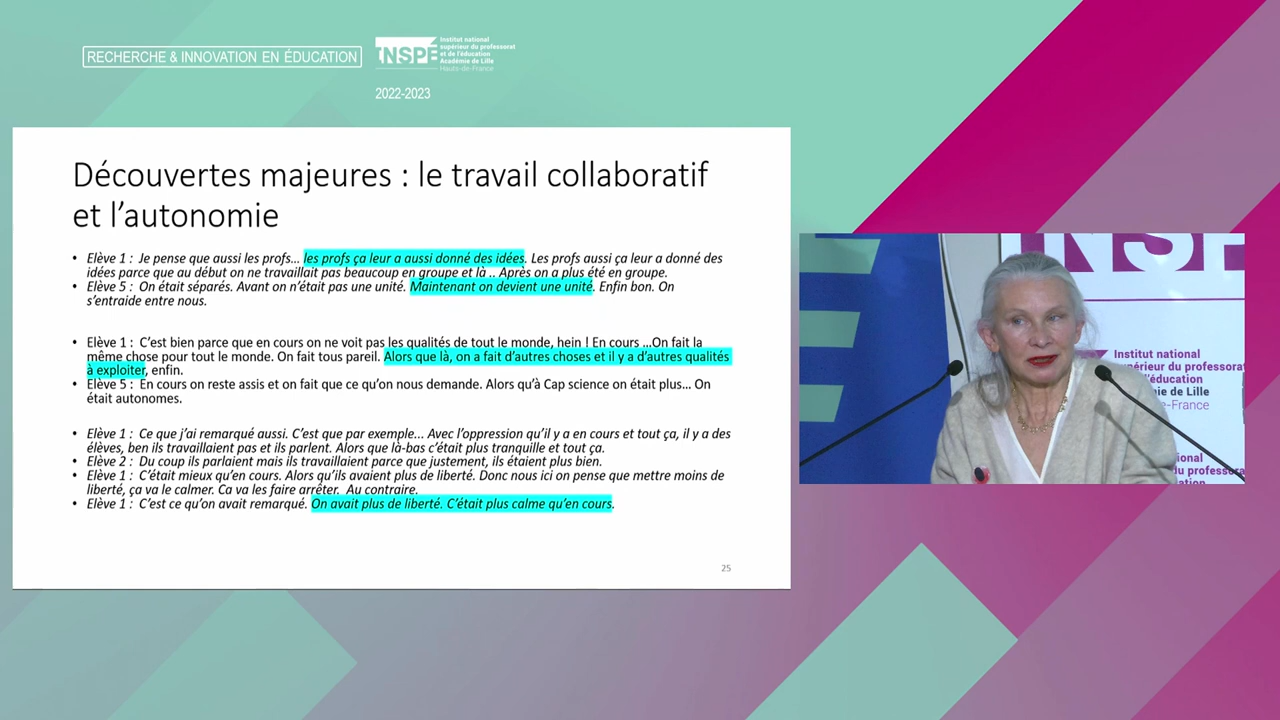 RECHERCHE & INNOVATION EN ÉDUCATION
INSPÉ
Institut national
supérieur du professorat
et de l'éducation
Académie de Lille
Hauts-de-France
2022-2023
Découvertes majeures : le travail collaboratif
et l'autonomie
• Elève 1 : Je pense que aussi les profs... les profs ça leur a aussi donné des idées. Les profs aussi ça leur a donné des
idées parce que au début on ne travaillait pas beaucoup en groupe et là .. Après on a plus été en groupe.
• Elève 5 : On était séparés. Avant on n'était pas une unité. Maintenant on devient une unité. Enfin bon. On
s'entraide entre nous.
• Elève 1 : C'est bien parce que en cours on ne voit pas les qualités de tout le monde, hein ! En cours ...On fait la
même chose pour tout le monde. On fait tous pareil. Alors que là, on a fait d'autres choses et il y a d'autres qualités
à exploiter, enfin.
• Elève 5 : En cours on reste assis et on fait que ce qu'on nous demande. Alors qu'à Cap science on était plus... On
était autonomes.
• Elève 1 : Ce que j'ai remarqué aussi. C'est que par exemple... Avec l'oppression qu'il y a en cours et tout ça, il y a des
élèves, ben ils travaillaient pas et ils parlent. Alors que là-bas c'était plus tranquille et tout ça.
• Elève 2 : Du coup ils parlaient mais ils travaillaient parce que justement, ils étaient plus bien.
• Elève 1 : C'était mieux qu'en cours. Alors qu'ils avaient plus de liberté. Donc nous ici on pense que mettre moins de
liberté, ça va le calmer. Ca va les faire arrêter. Au contraire.
• Elève 1 : C'est ce qu'on avait remarqué. On avait plus de liberté. C'était plus calme qu'en cours.
25
INSP
Institut national
supérieur du professorat
l'éducation
ie de Lille
e-France
ional
du professora
ation